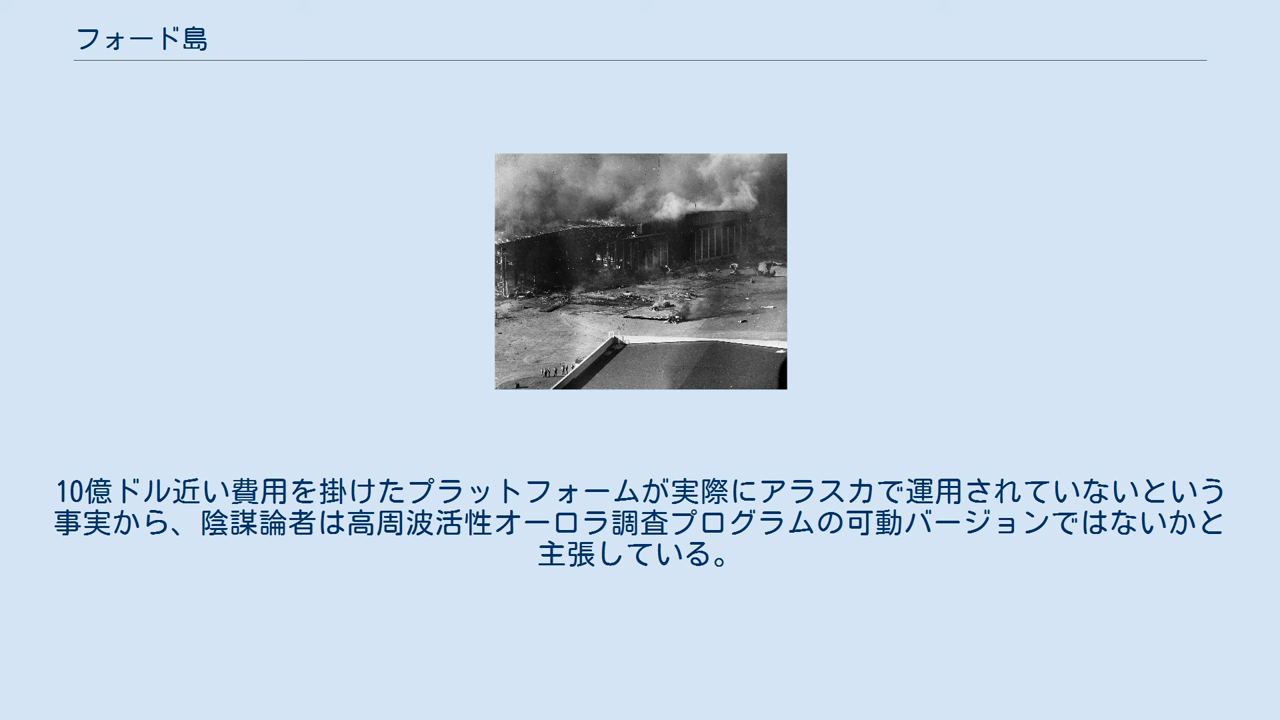 フォード島
10億ドル近い費用を掛けたプラットフォームが実際にアラスカで運用されていないという
事実から、陰謀論者は高周波活性オーロラ調査プログラムの可動バージョンではないかと
主張している。